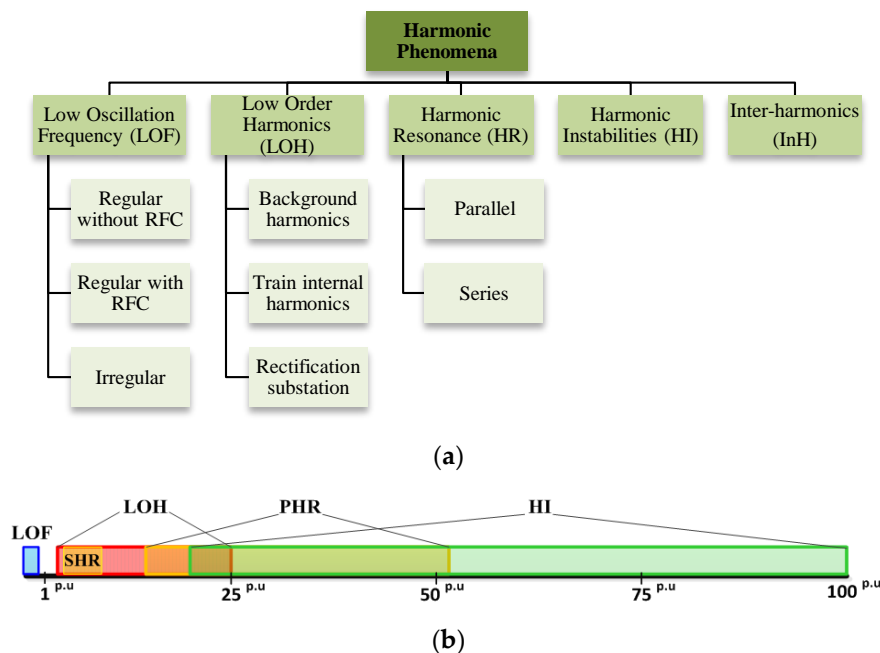 Harmonic
Phenomena
Low Oscillation
Frequency (LOF)
Low Order
Harmonics
(LOH)
Harmonic
Resonance (HR)
Harmonic
Instabilities (HI)
Inter-harmonics
(InH)
Regular
without RFC
Background
harmonics
Parallel
Regular with
RFC
Train internal
harmonics
Series
Irregular
Rectification
substation
(a)
LOH PHR HI
LOF
SHR
1 p.u 25 p.u 50 p.u 75 p.u 100 p.u
(b)